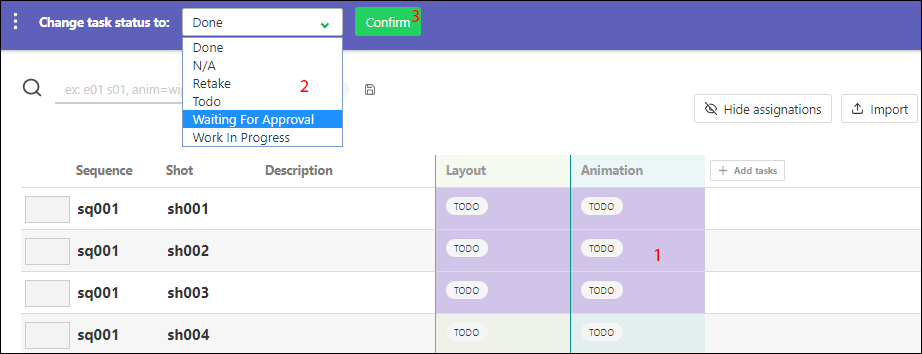 Change task status to: Done Confirm 3
Done
N/A
Retake
2
Todo
Waiting For Approval
Work In Progress
ex: e01 s01, anim=wi
Hide assignations Import
Sequence Shot Description Layout Animation + Add tasks
sq001 sh001 TODO TODO
sq001 sh002 TODO TODO
1
sq001 sh003 TODO TODO
sq001 sh004 TODO TODO